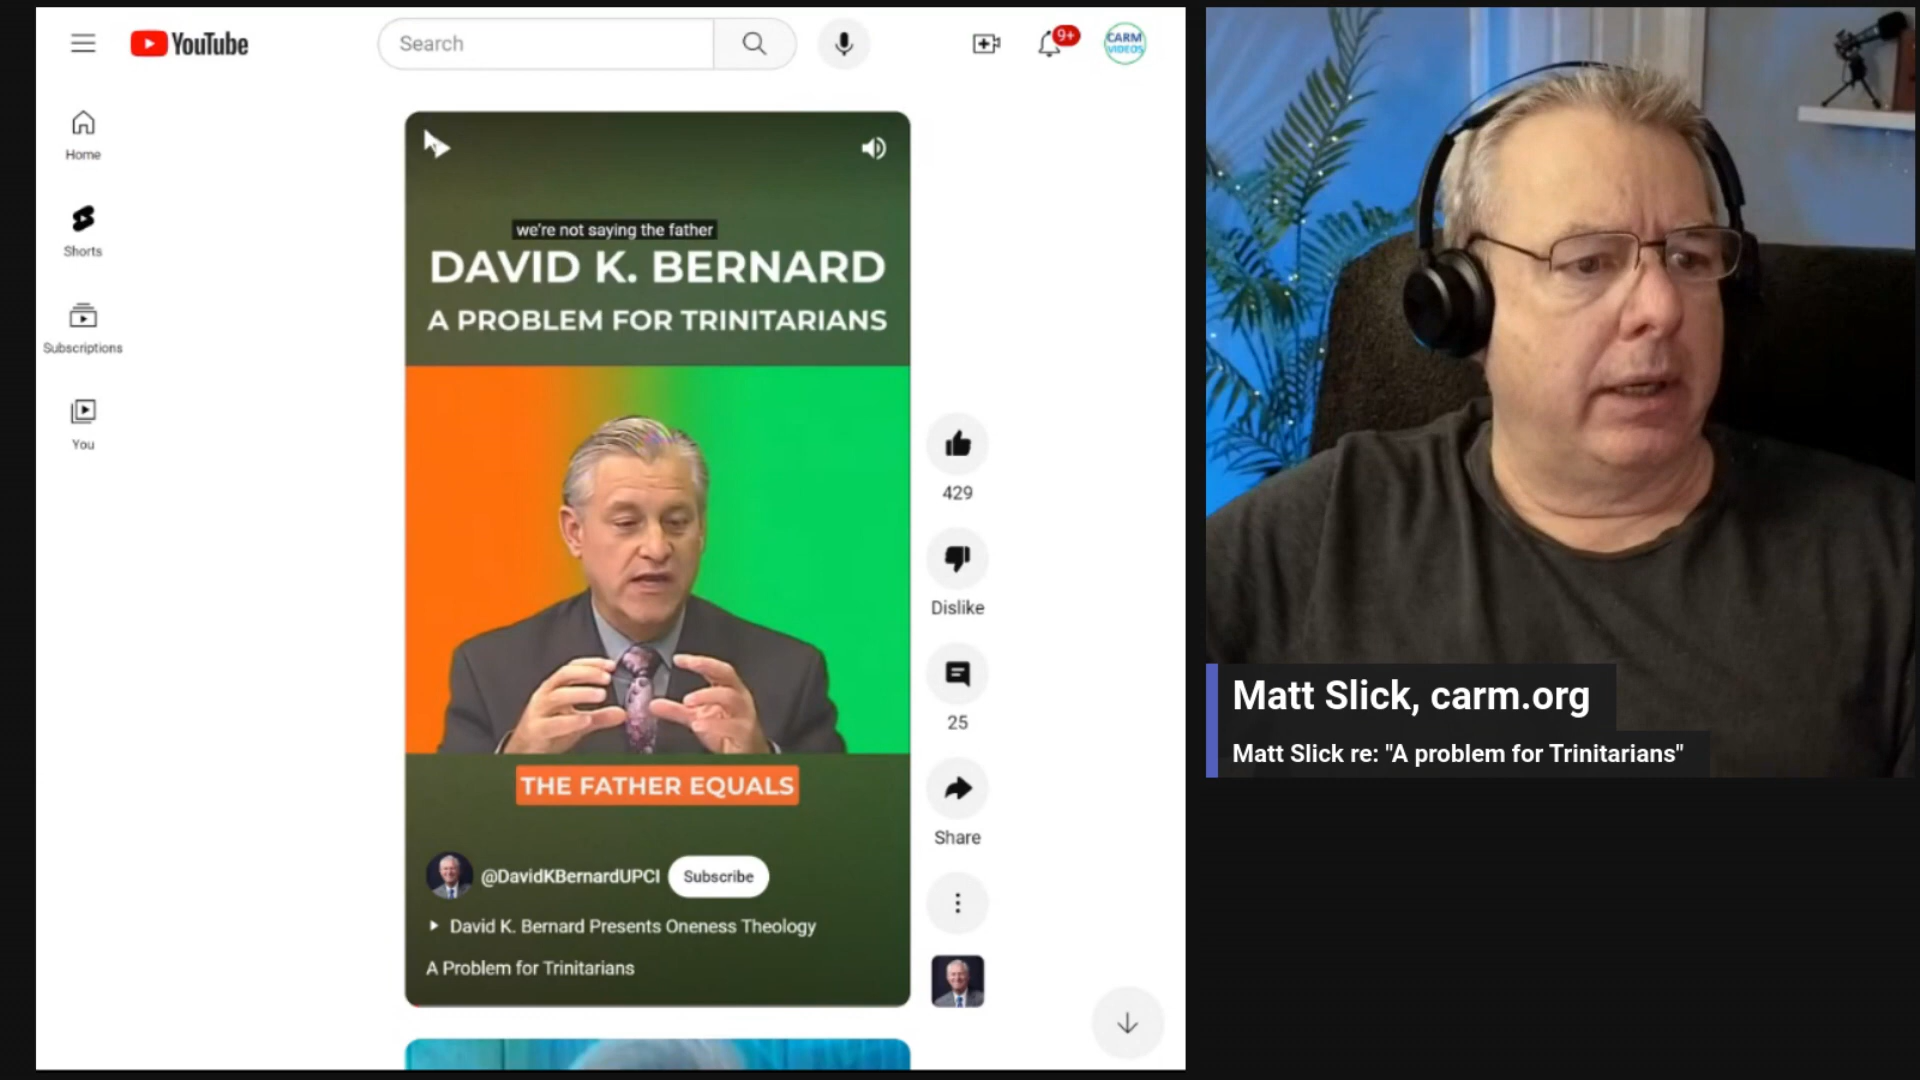 YouTube
Search
9+
CARM
VIDEOS
Home
Shorts
Subscriptions
You
we're not saying the father
DAVID K. BERNARD
A PROBLEM FOR TRINITARIANS
THE FATHER EQUALS
@DavidKBernardUPCI
Subscribe
David K. Bernard Presents Oneness Theology
A Problem for Trinitarians
429
Dislike
25
Share
Matt Slick, carm.org
Matt Slick re: "A problem for Trinitarians"